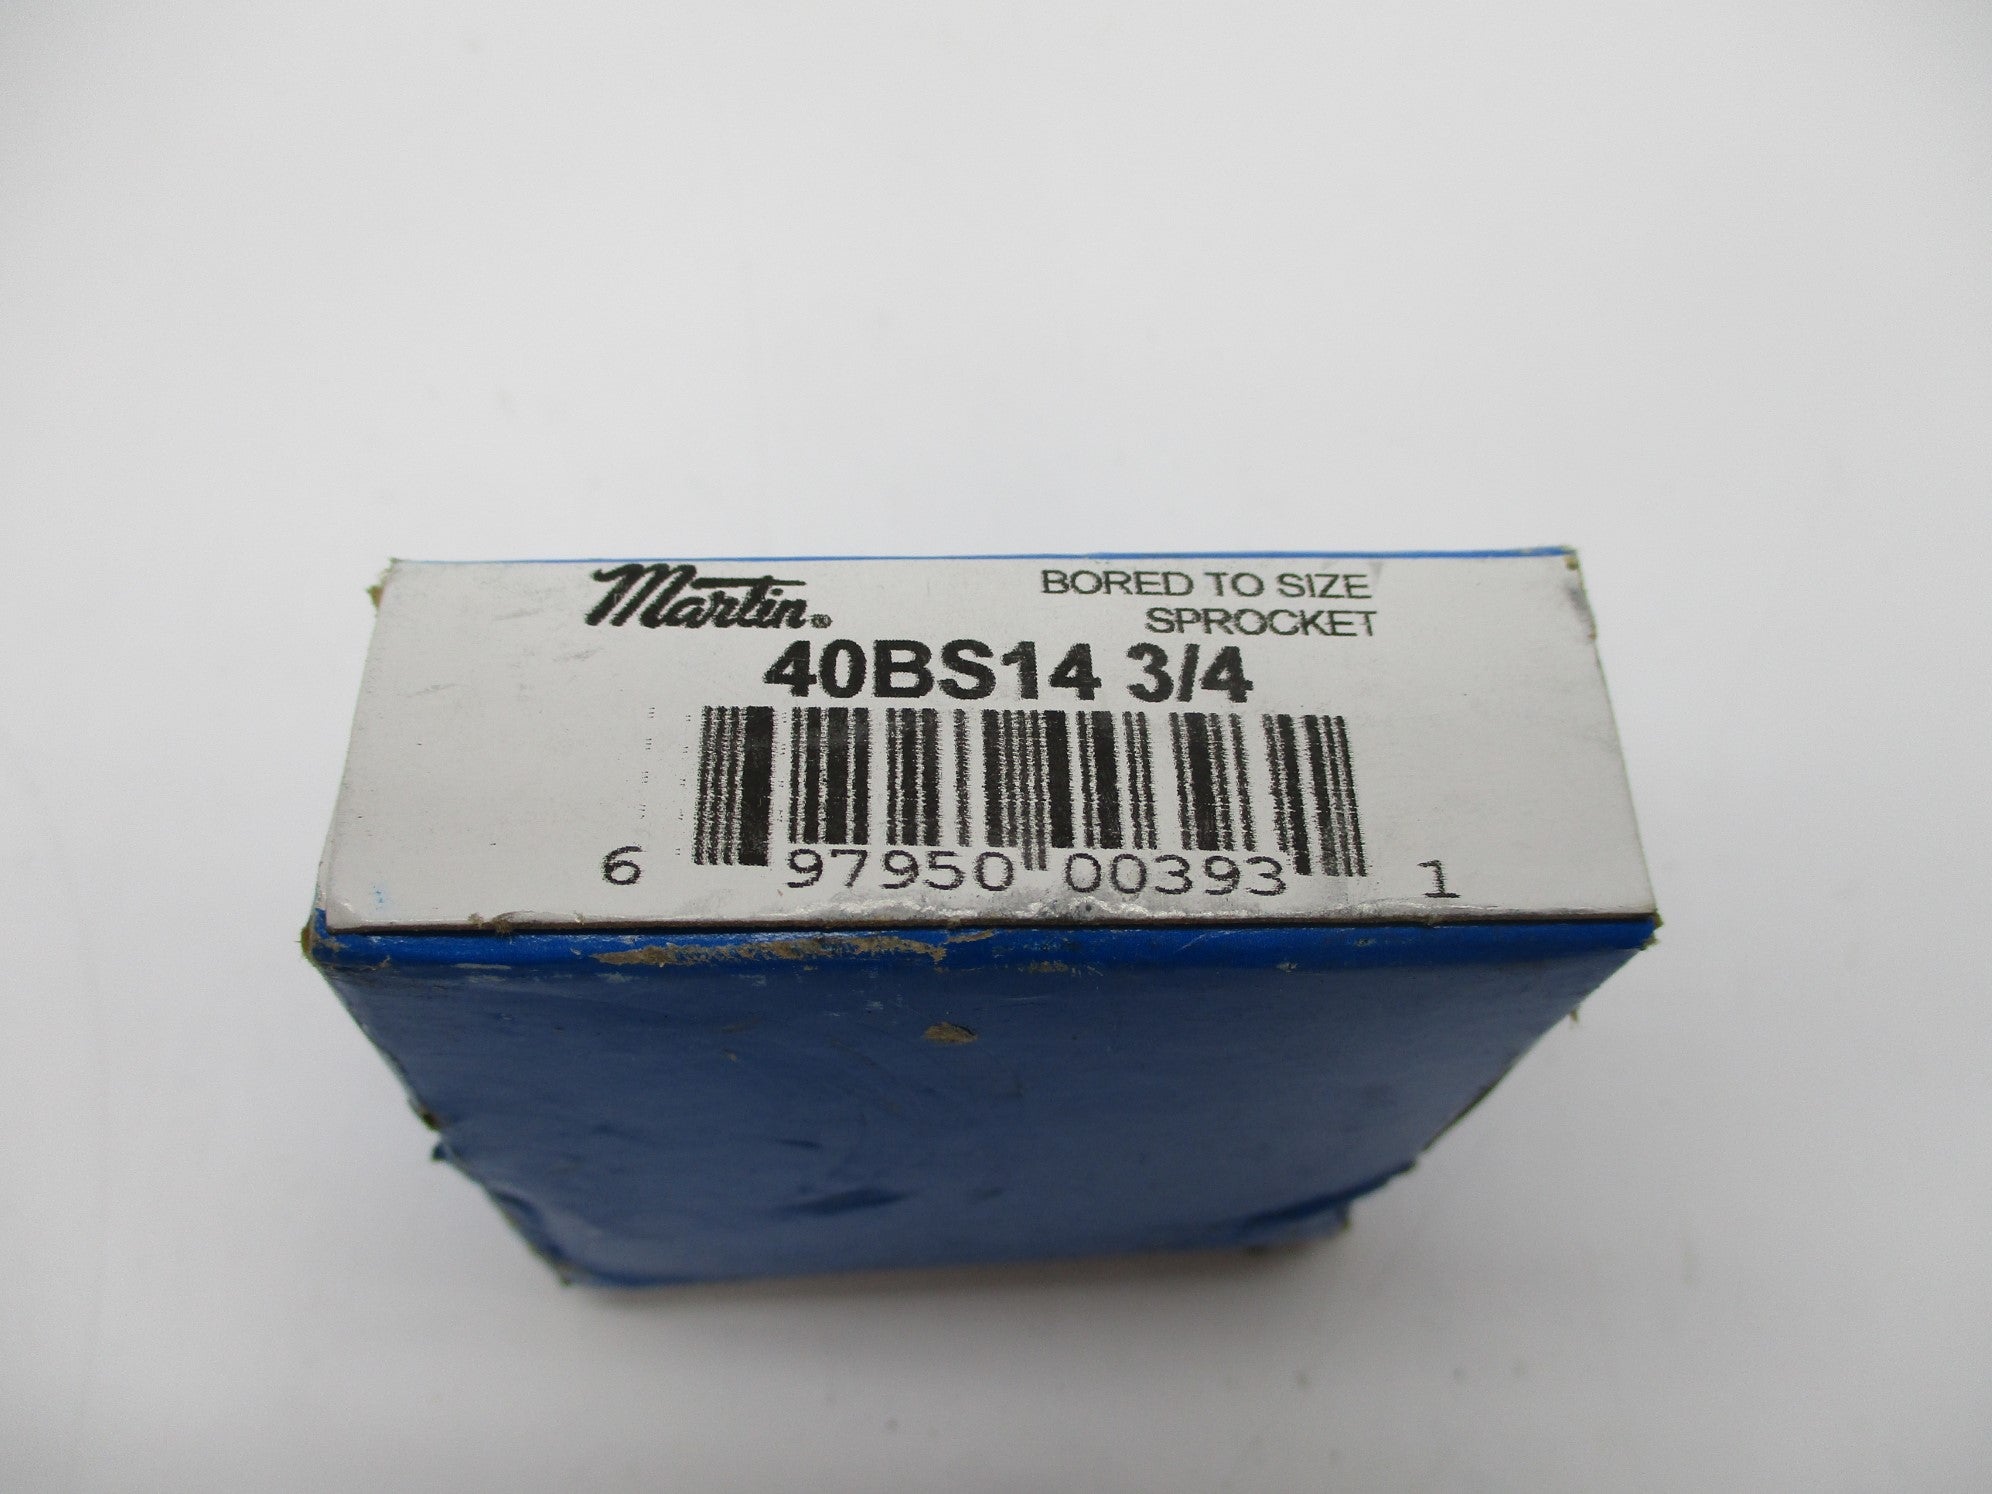 Martin®
BORED TO SIZE
SPROCKET
40BS14 3/4
6 97950 00393 1